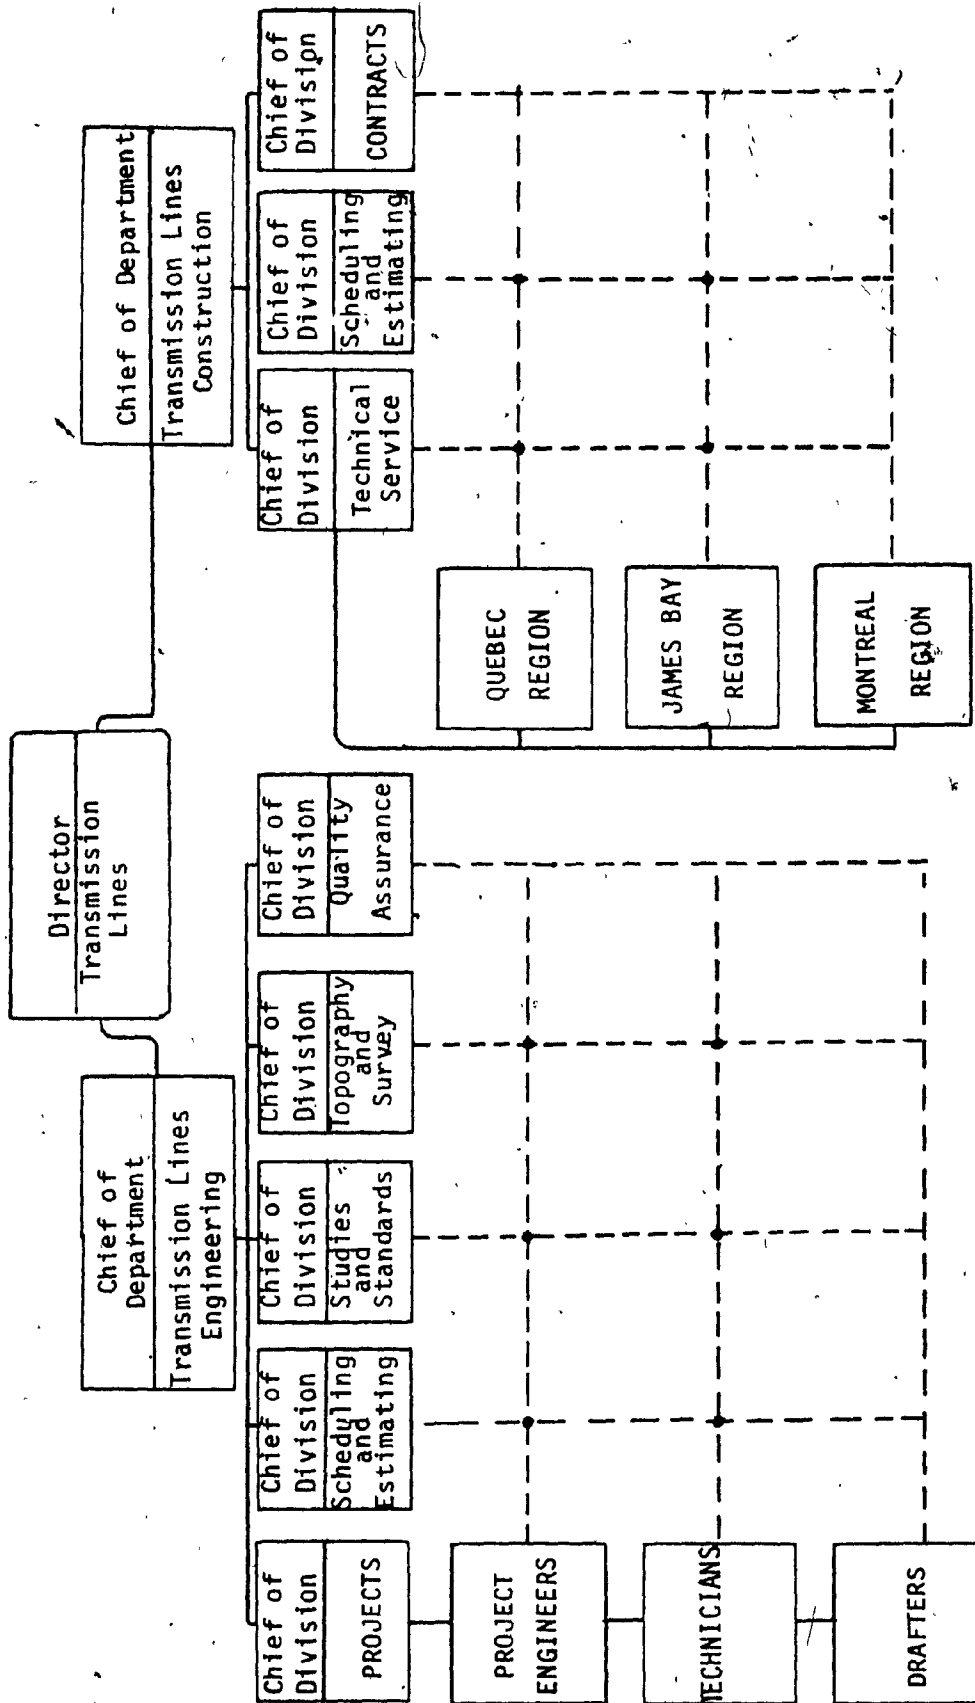 Director
Transmission
Lines
Chief of
Department
Transmission Lines
Engineering
Chief of Department
Transmission Lines
Construction
Chief of
Division
PROJECTS
Chief of
Division
Scheduling
and
Estimating
Chief of
Division
Studies
and
Standards
Chief of
Division
Topography
and
Survey
Chief of
Division
Quality
Assurance
Chief of
Division
Technical
Service
Chief of
Division
Scheduling
and
Estimating
Chief of
Division
CONTRACTS
PROJECT
ENGINEERS
TECHNICIANS
DRAFTERS
QUEBEC
REGION
JAMES BAY
REGION
MONTREAL
REGION